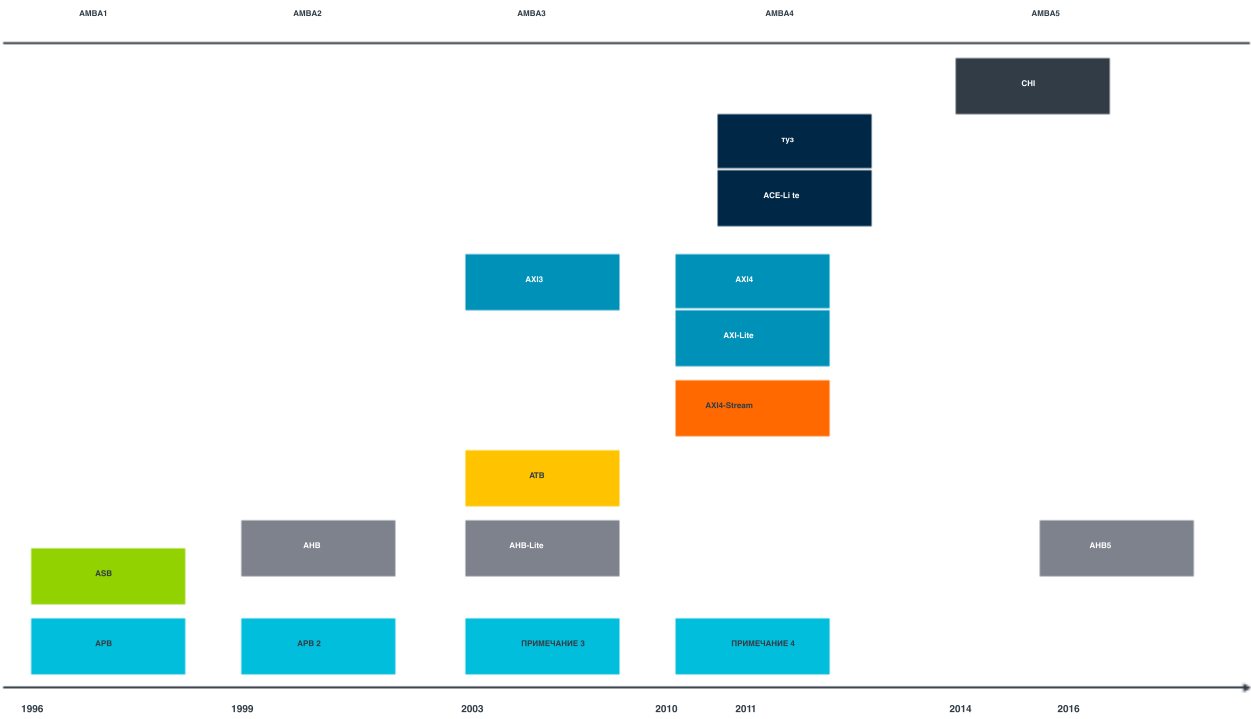 AMBA1 AMBA2 AMBA3 AMBA4 AMBA5
CHI
туз
ACE-Li te
AXI3 AXI4
AXI-Lite
AXI4-Stream
ATB
AHB AHB-Lite AHB5
ASB
APB APB 2 ПРИМЕЧАНИЕ 3 ПРИМЕЧАНИЕ 4
1996 1999 2003 2010 2011 2014 2016